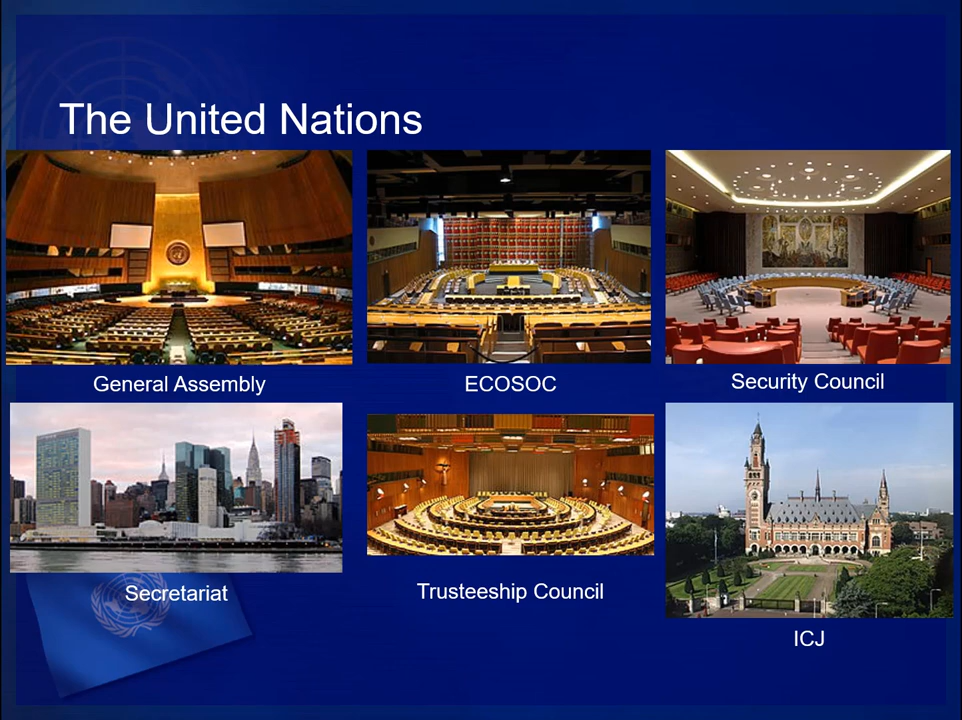 The United Nations
General Assembly
ECOSOC
Security Council
Secretariat
Trusteeship Council
ICJ